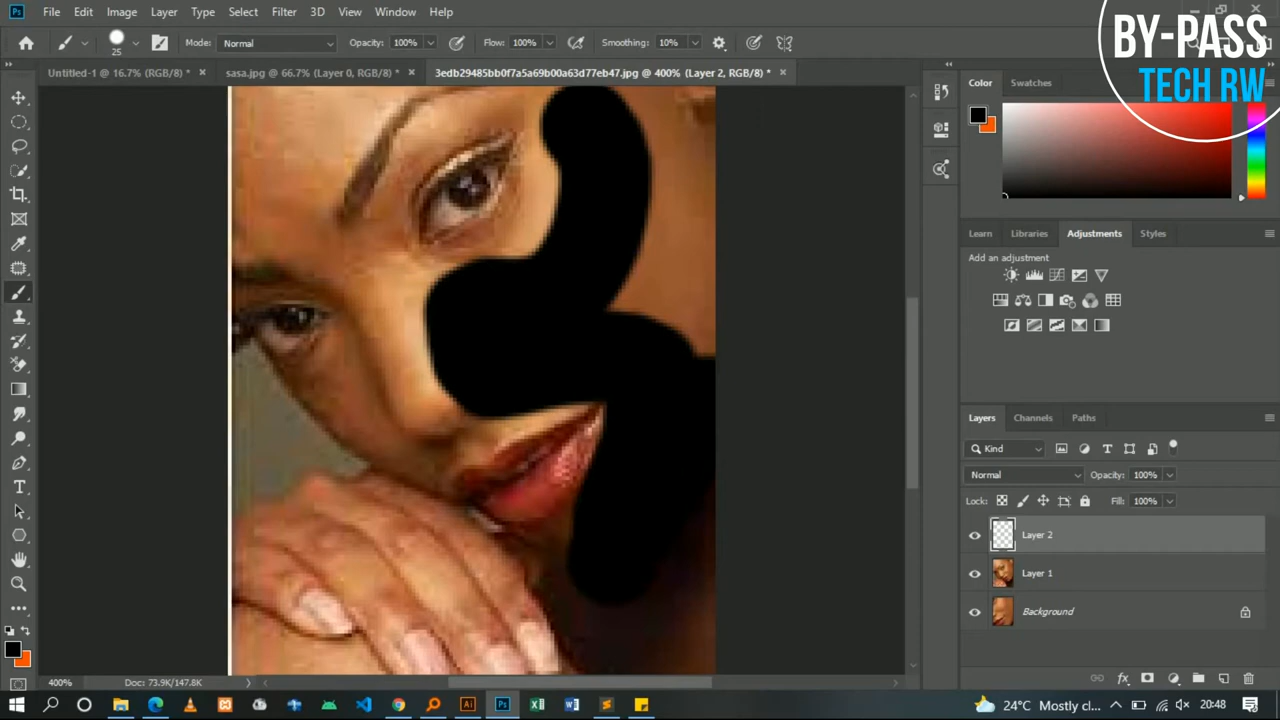 File Edit Image Layer Type Select Filter 3D View Window Help
BY-PASS
TECH RW
25
Mode: Normal Opacity: 100% Flow: 100% Smoothing: 10%
Untitled-1 @ 16.7% (RGB/8) * × sasa.jpg @ 66.7% (Layer 0, RGB/8) * × 3edb29485bb0f7a5a69b00a63d77eb47.jpg @ 400% (Layer 2, RGB/8) * ×
Color Swatches
Learn Libraries Adjustments Styles
Add an adjustment
Layers Channels Paths
Kind
Normal Opacity: 100%
Lock: Fill: 100%
Layer 2
Layer 1
Background
400% Doc: 73.9K/147.8K
24°C Mostly cl... 20:48